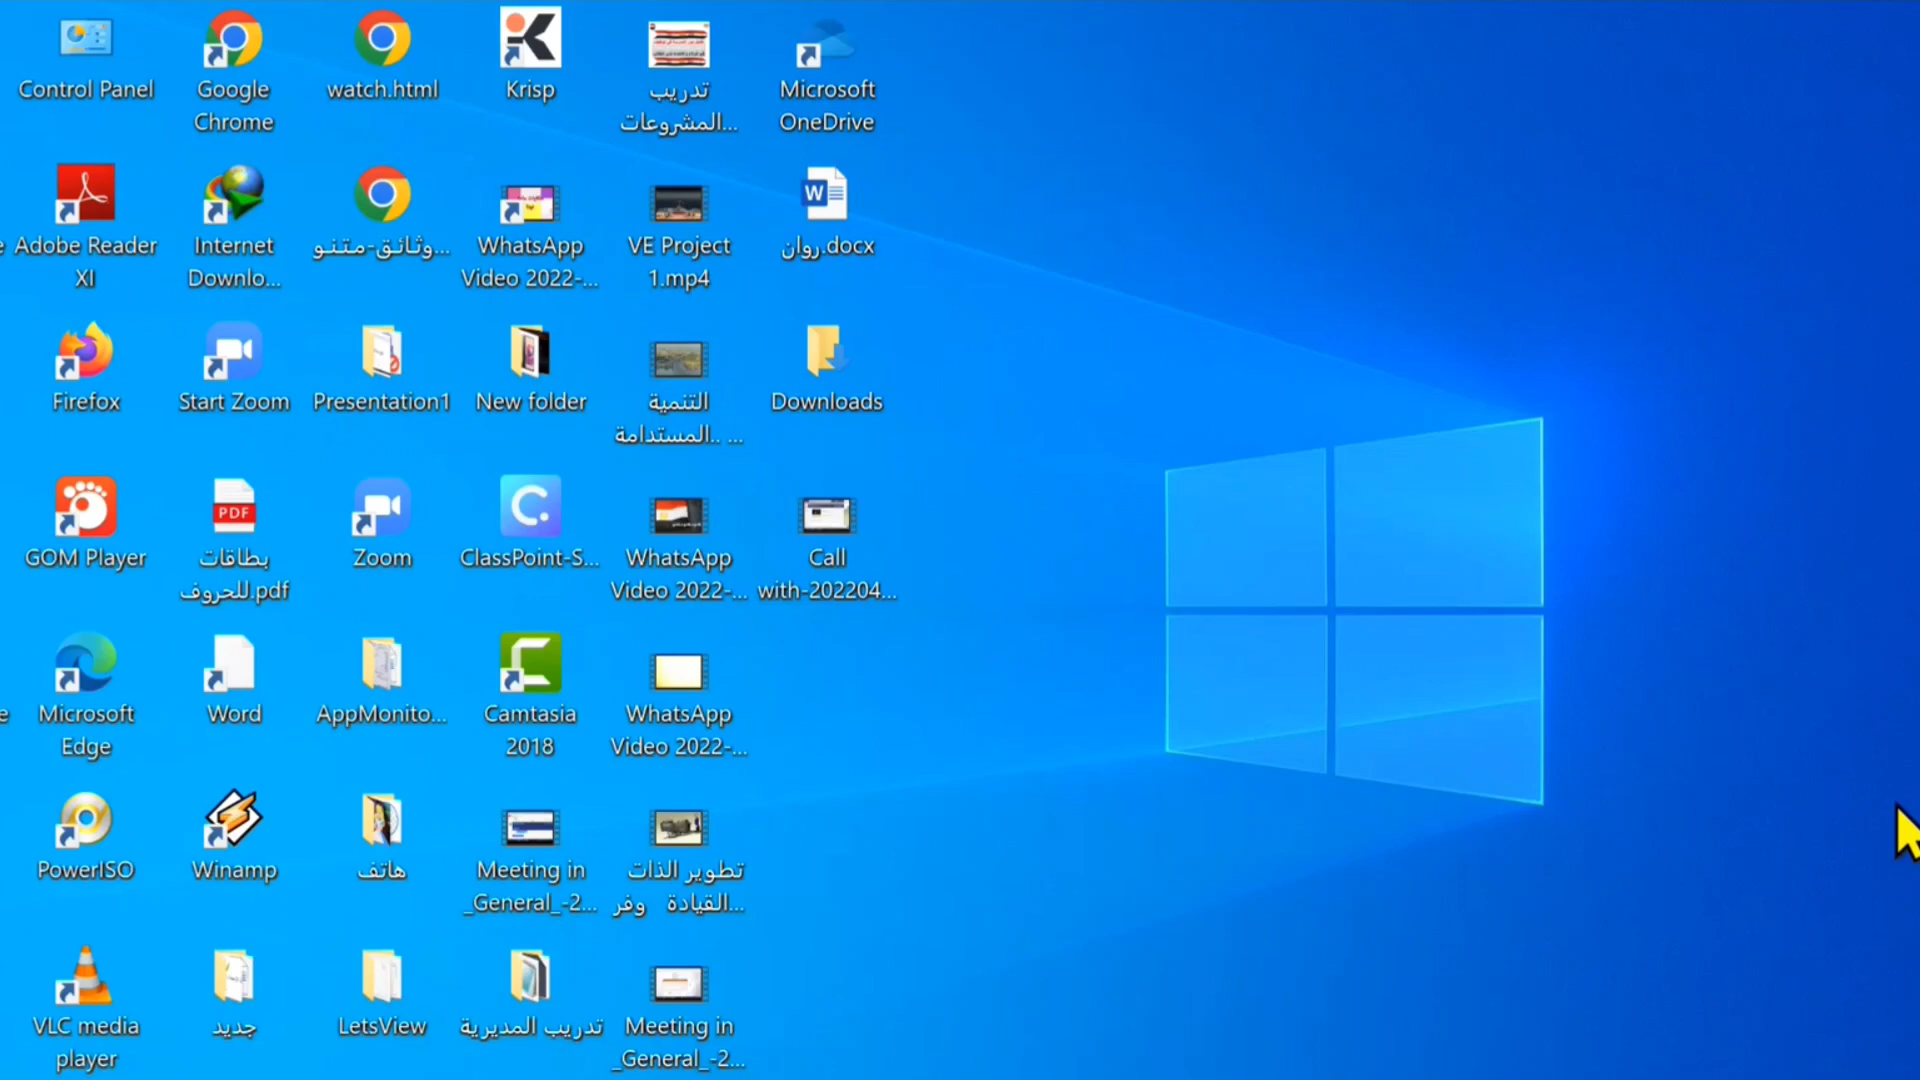 Control Panel
Google
Chrome
watch.html
Krisp
تدريب
المشروعات...
Microsoft
OneDrive
Adobe Reader
XI
Internet
Downlo...
وثائق-متنو...
WhatsApp
Video 2022-...
VE Project
1.mp4
روان.docx
Firefox
Start Zoom
Presentation1
New folder
التنمية
المستدامة.. ...
Downloads
GOM Player
PDF
بطاقات
للحروف.pdf
Zoom
ClassPoint-S...
WhatsApp
Video 2022-...
Call
with-202204...
Microsoft
Edge
Word
AppMonito...
Camtasia
2018
WhatsApp
Video 2022-...
PowerISO
Winamp
هاتف
Meeting in
_General_-2...
تطوير الذات
القيادة وفر...
VLC media
player
جديد
LetsView
تدريب المديرية
Meeting in
_General_-2...